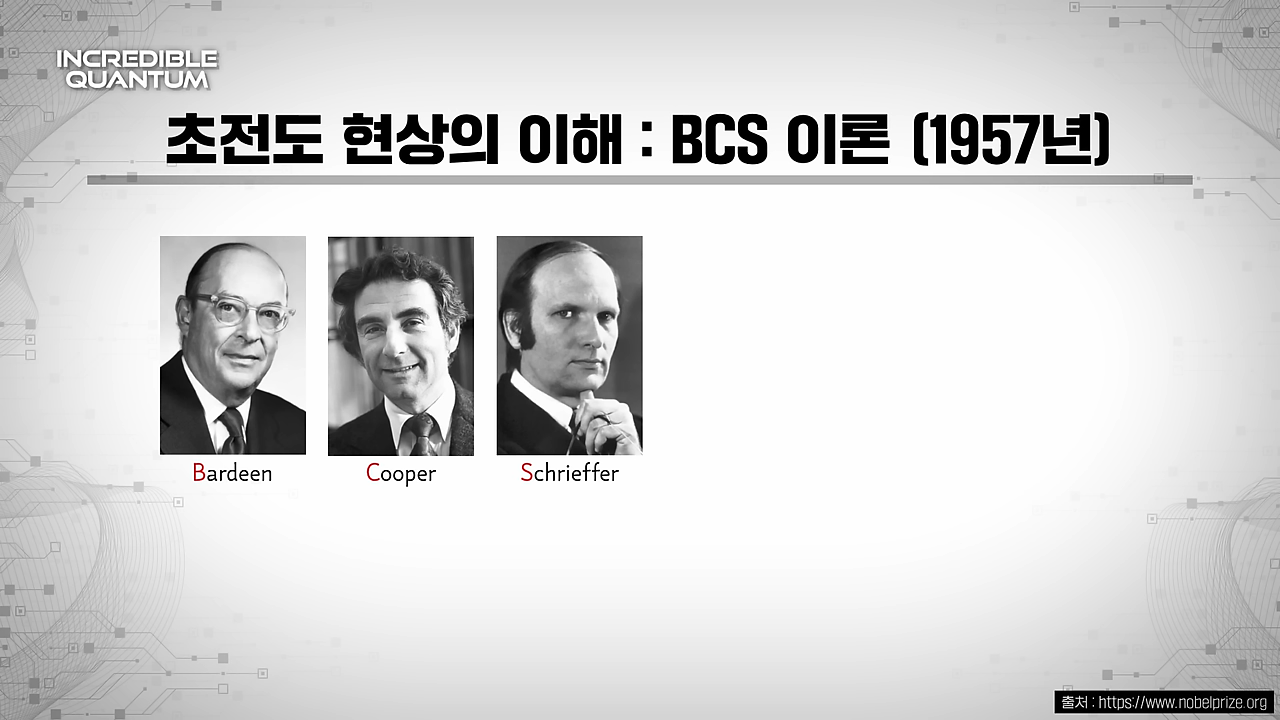 INCREDIBLE
QUANTUM
초전도 현상의 이해 : BCS 이론 (1957년)
Bardeen
Cooper
Schrieffer
출처 : https://www.nobelprize.org